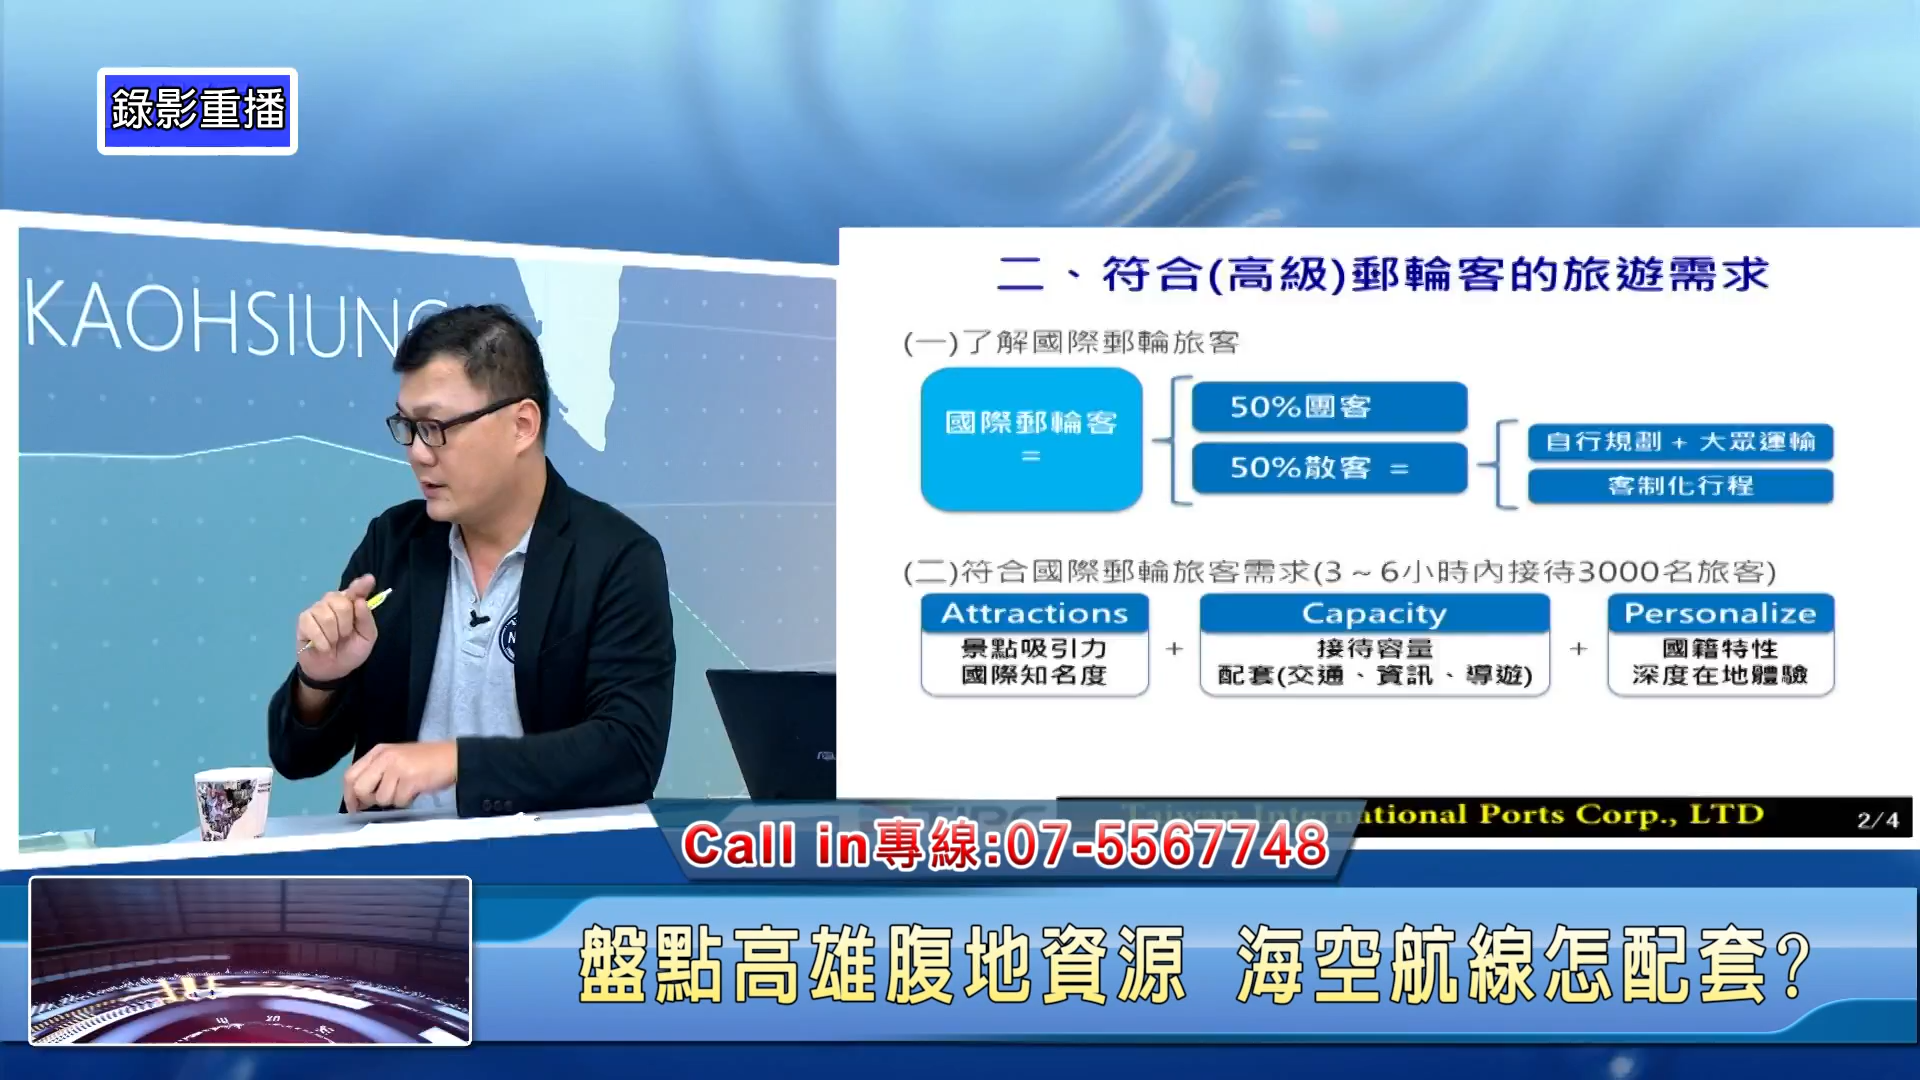 錄影重播
KAOHSIUNG
二、符合(高級)郵輪客的旅遊需求
(一)了解國際郵輪旅客
國際郵輪客
=
50%團客
50%散客 =
自行規劃 + 大眾運輸
客制化行程
(二)符合國際郵輪旅客需求(3~6小時內接待3000名旅客)
Attractions
景點吸引力
國際知名度
+
Capacity
接待容量
配套(交通、資訊、導遊)
+
Personalize
國籍特性
深度在地體驗
Taiwan International Ports Corp., LTD
2/4
Call in專線:07-5567748
盤點高雄腹地資源 海空航線怎配套?